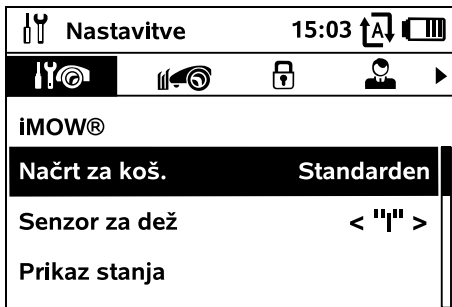 Nastavitve 15:03 A
iMOW®
Načrt za koš. Standarden
Senzor za dež < "|" >
Prikaz stanja